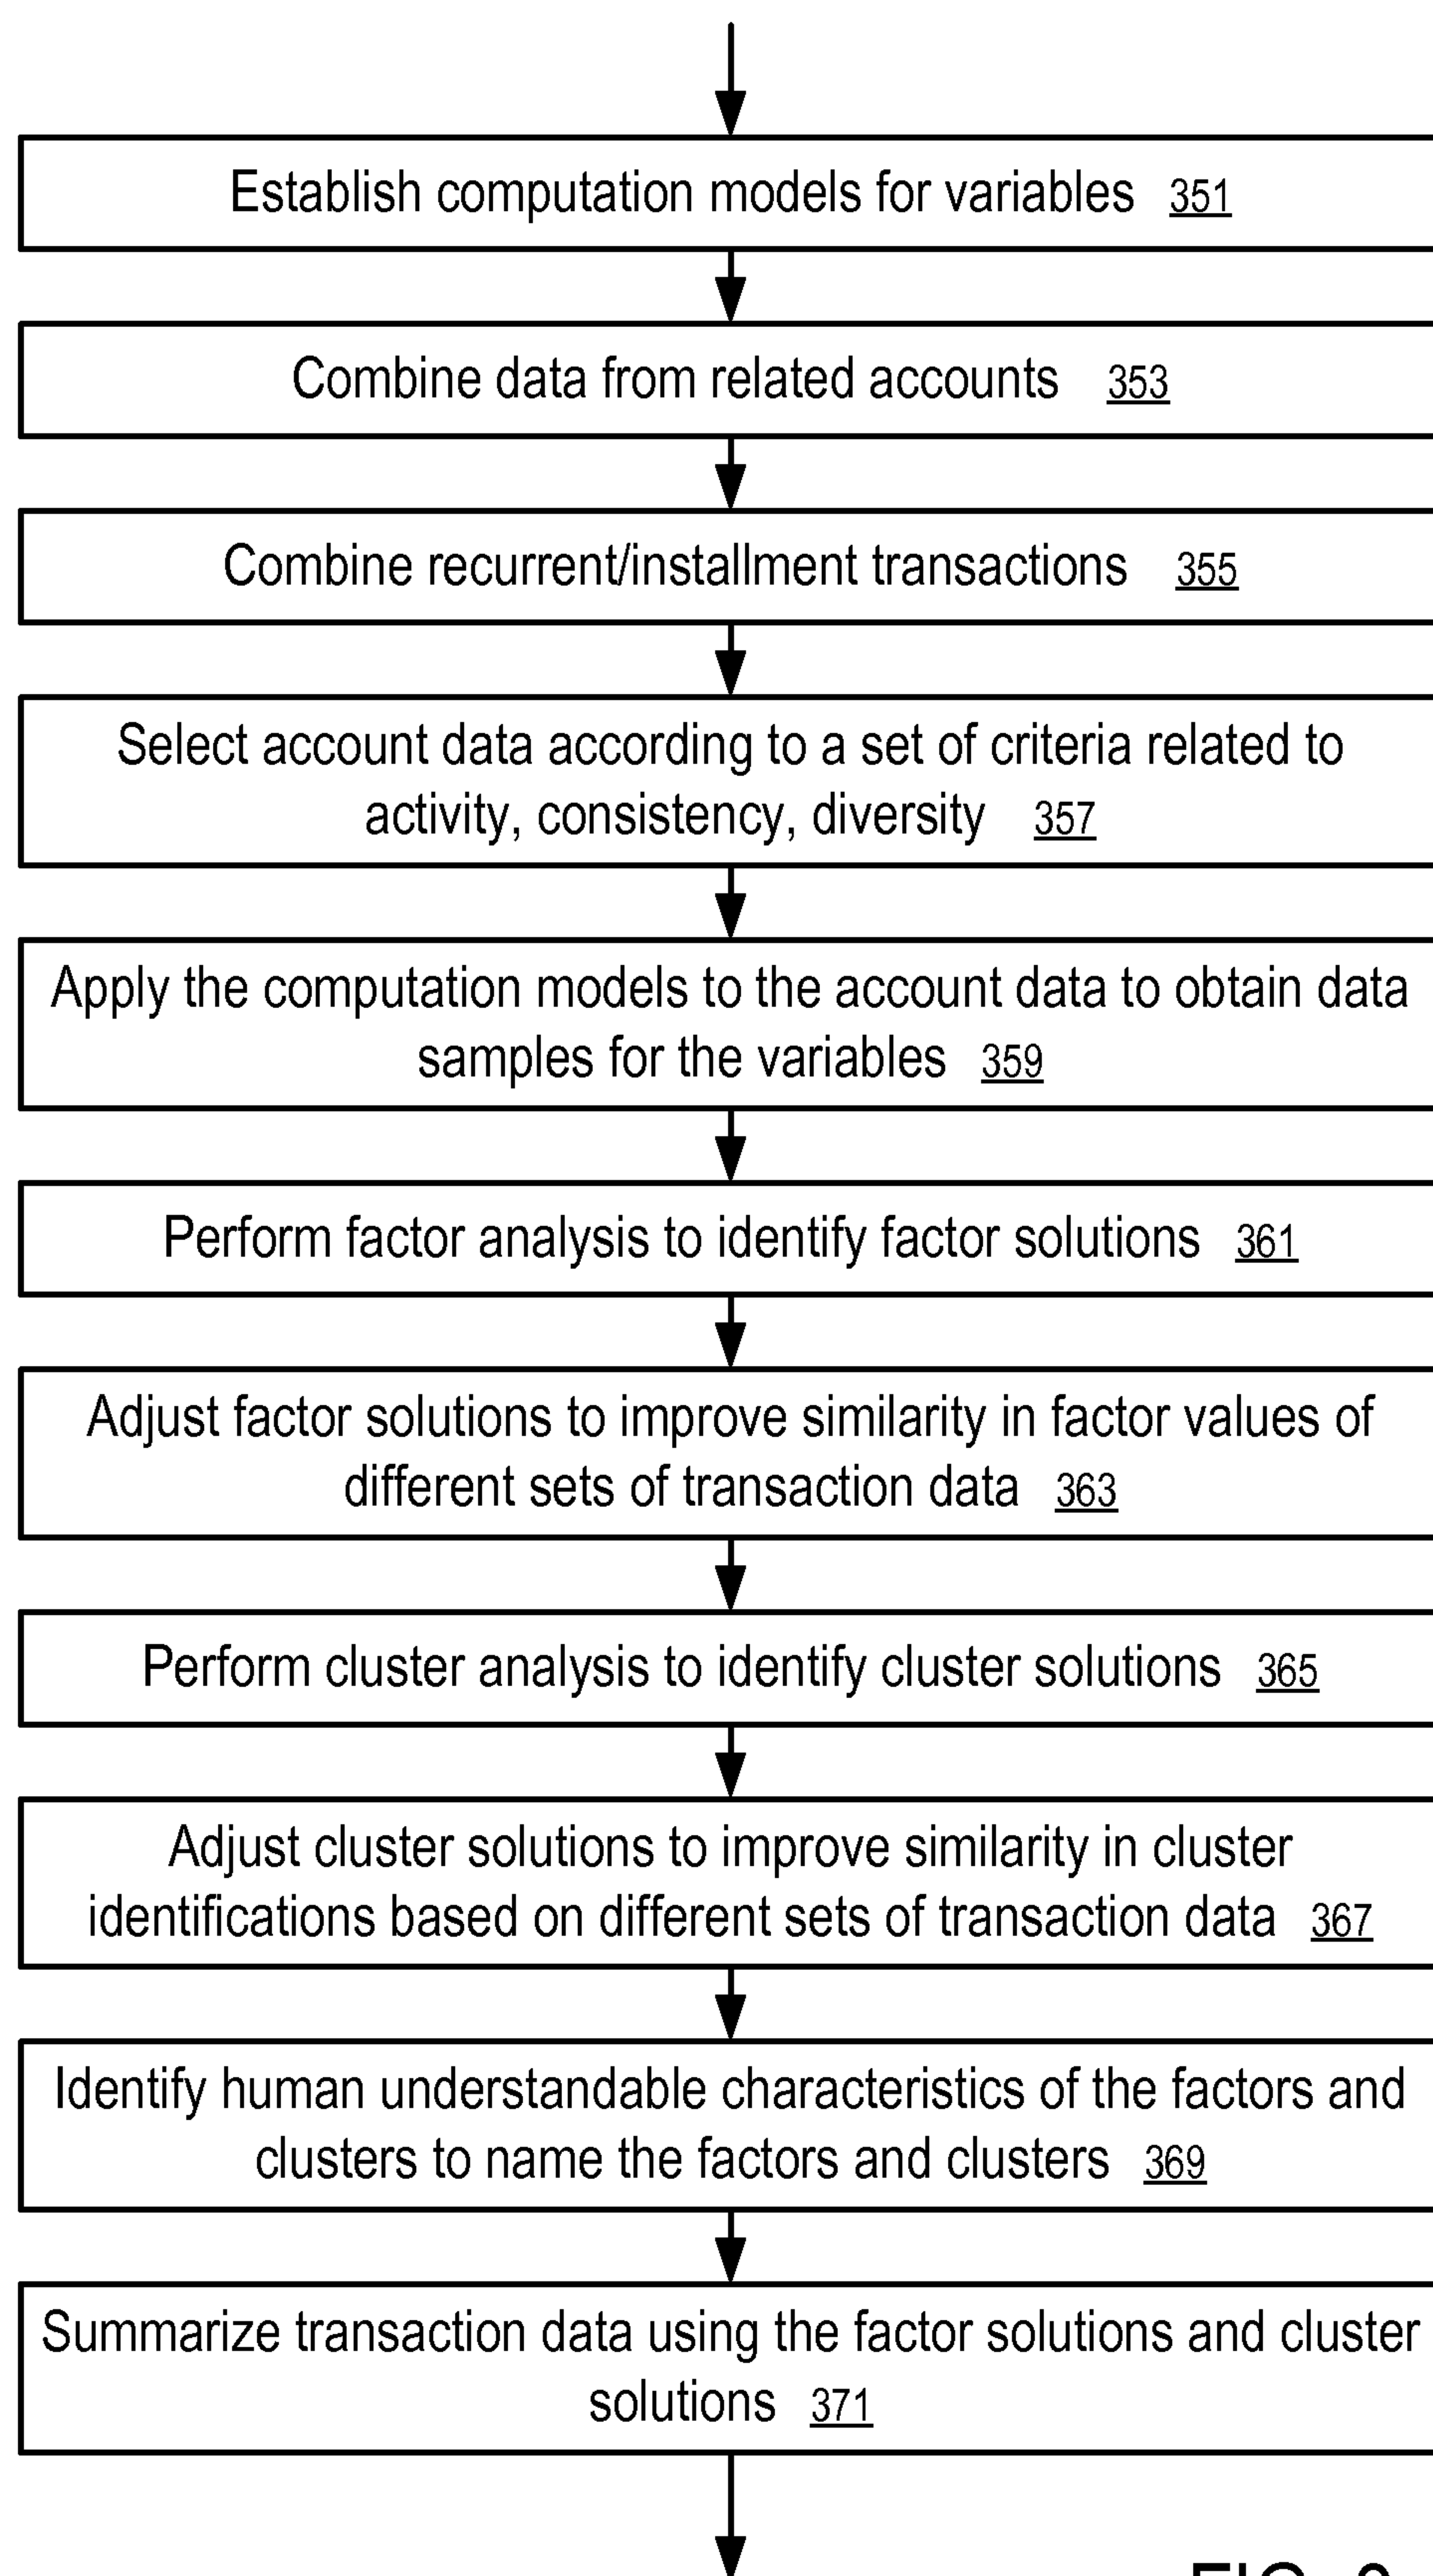 Establish computation models for variables 351
Combine data from related accounts 353
Combine recurrent/installment transactions 355
Select account data according to a set of criteria related to
activity, consistency, diversity 357
Apply the computation models to the account data to obtain data
samples for the variables 359
Perform factor analysis to identify factor solutions 361
Adjust factor solutions to improve similarity in factor values of
different sets of transaction data 363
Perform cluster analysis to identify cluster solutions 365
Adjust cluster solutions to improve similarity in cluster
identifications based on different sets of transaction data 367
Identify human understandable characteristics of the factors and
clusters to name the factors and clusters 369
Summarize transaction data using the factor solutions and cluster
solutions 371
FIG.